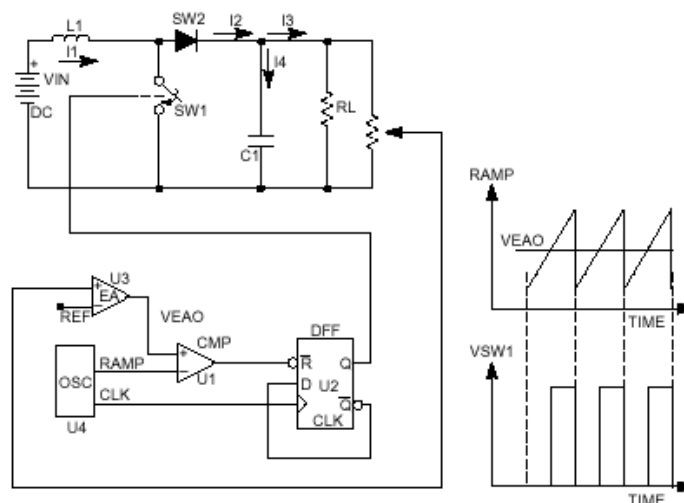 L1
SW2
I2
I3
I1
I4
+
VIN
SW1
RL
DC
C1
RAMP
VEAO
TIME
U3
+
EA
−
REF
VEAO
CMP
DFF
+
R
Q
RAMP
−
D
U2
OSC
U1
CLK
Q
U4
CLK
VSW1
TIME